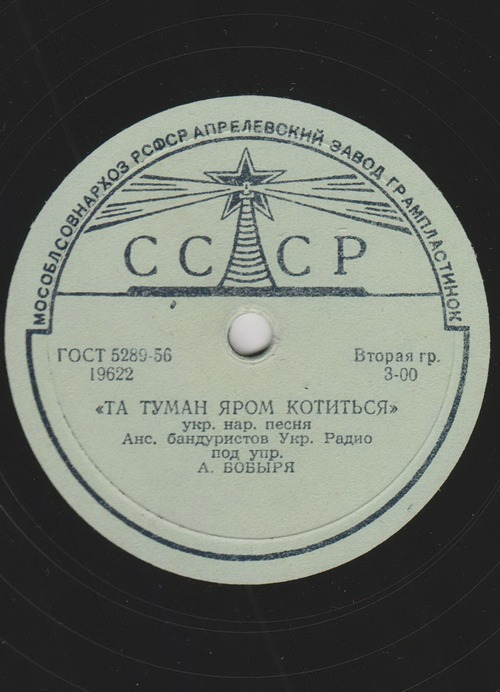 МОСОБЛСОВНАРХОЗ РСФСР АПРЕЛЕВСКИЙ ЗАВОД ГРАМПЛАСТИНОК
СССР
ГОСТ 5289-56 Вторая гр.
19622 3-00
«ТА ТУМАН ЯРОМ КОТИТЬСЯ»
укр. нар. песня
Анс. бандуристов Укр. Радио
под упр.
А. БОБЫРЯ